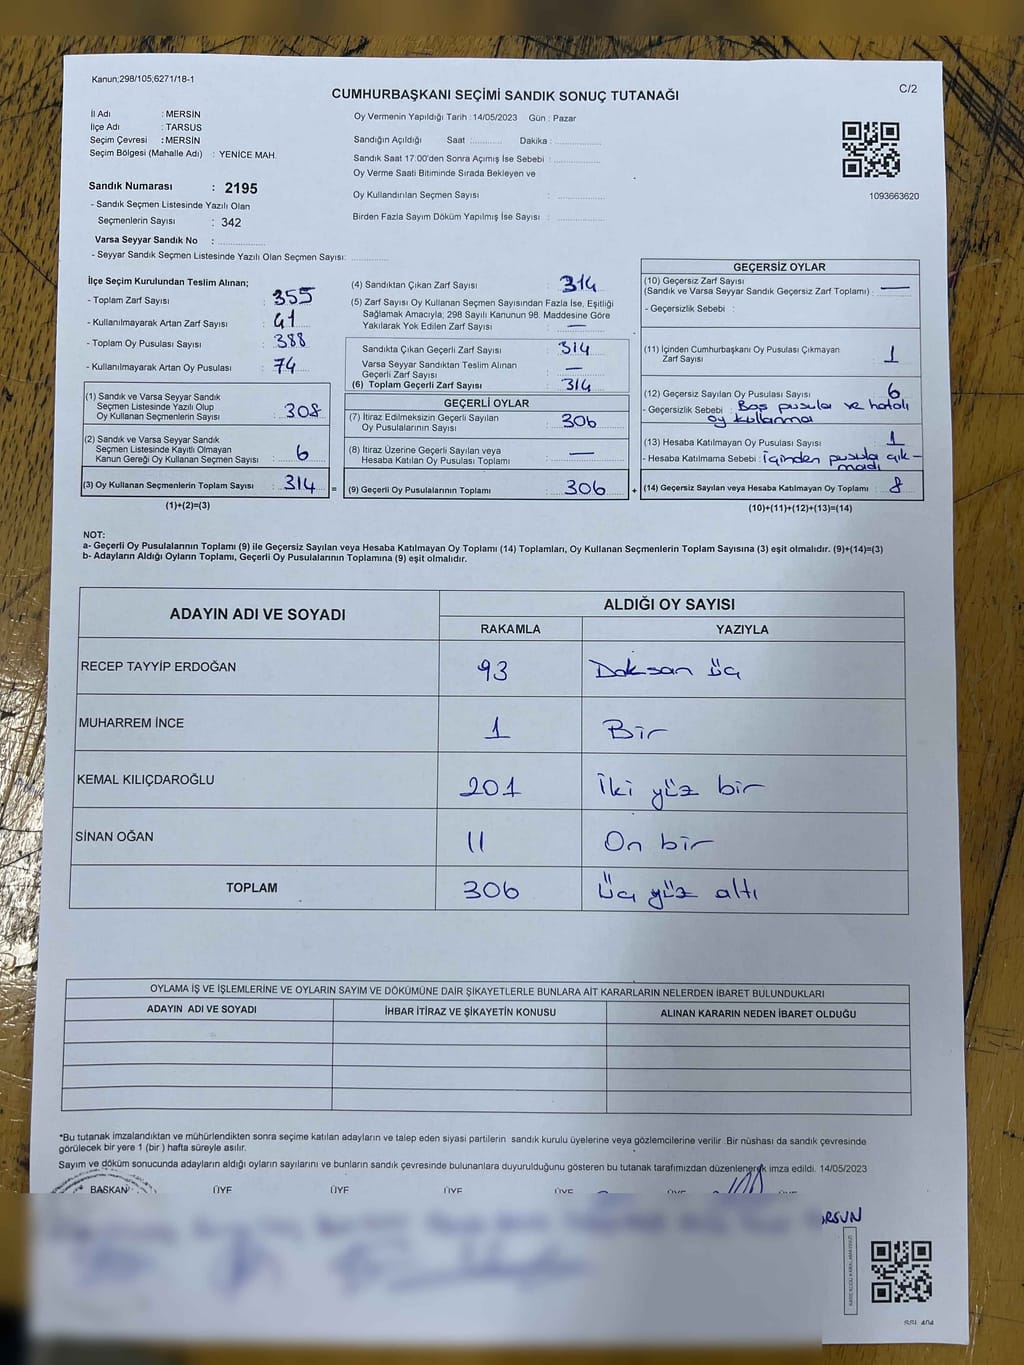 Kanun;298/105;6271/18-1
C/2
CUMHURBAŞKANI SEÇİMİ SANDIK SONUÇ TUTANAĞI
İl Adı : MERSİN
İlçe Adı : TARSUS
Seçim Çevresi : MERSİN
Seçim Bölgesi (Mahalle Adı) : YENİCE MAH.
Sandık Numarası : 2195
- Sandık Seçmen Listesinde Yazılı Olan
Seçmenlerin Sayısı : 342
Varsa Seyyar Sandık No :
- Seyyar Sandık Seçmen Listesinde Yazılı Olan Seçmen Sayısı:
Oy Vermenin Yapıldığı Tarih : 14/05/2023 Gün : Pazar
Sandığın Açıldığı Saat : Dakika :
Sandık Saat 17:00'den Sonra Açımış İse Sebebi :
Oy Verme Saati Bitiminde Sırada Bekleyen ve
Oy Kullandırılan Seçmen Sayısı :
Birden Fazla Sayım Döküm Yapılmış İse Sayısı :
1093663620
İlçe Seçim Kurulundan Teslim Alınan;
- Toplam Zarf Sayısı : 355
- Kullanılmayarak Artan Zarf Sayısı : 41
- Toplam Oy Pusulası Sayısı : 388
- Kullanılmayarak Artan Oy Pusulası : 74
(1) Sandık ve Varsa Seyyar Sandık
Seçmen Listesinde Yazılı Olup
Oy Kullanan Seçmenlerin Sayısı : 308
(2) Sandık ve Varsa Seyyar Sandık
Seçmen Listesinde Kayıtlı Olmayan
Kanun Gereği Oy Kullanan Seçmen Sayısı : 6
(3) Oy Kullanan Seçmenlerin Toplam Sayısı : 314 =
(1)+(2)=(3)
(4) Sandıktan Çıkan Zarf Sayısı : 314
(5) Zarf Sayısı Oy Kullanan Seçmen Sayısından Fazla İse, Eşitliği
Sağlamak Amacıyla; 298 Sayılı Kanunun 98. Maddesine Göre
Yakılarak Yok Edilen Zarf Sayısı : —
Sandıkta Çıkan Geçerli Zarf Sayısı : 314
Varsa Seyyar Sandıktan Teslim Alınan
Geçerli Zarf Sayısı : —
(6) Toplam Geçerli Zarf Sayısı : 314
GEÇERLİ OYLAR
(7) İtiraz Edilmeksizin Geçerli Sayılan
Oy Pusulalarının Sayısı : 306
(8) İtiraz Üzerine Geçerli Sayılan veya
Hesaba Katılan Oy Pusulası Toplamı : —
(9) Geçerli Oy Pusulalarının Toplamı : 306 +
GEÇERSİZ OYLAR
(10) Geçersiz Zarf Sayısı
(Sandık ve Varsa Seyyar Sandık Geçersiz Zarf Toplamı) : —
- Geçersizlik Sebebi :
(11) İçinden Cumhurbaşkanı Oy Pusulası Çıkmayan
Zarf Sayısı : 1
(12) Geçersiz Sayılan Oy Pusulası Sayısı : 6
- Geçersizlik Sebebi : Boş pusula ve hatalı
oy kullanma
(13) Hesaba Katılmayan Oy Pusulası Sayısı : 1
- Hesaba Katılmama Sebebi : İçinden pusula çık-
madı
(14) Geçersiz Sayılan veya Hesaba Katılmayan Oy Toplamı : 8
(10)+(11)+(12)+(13)=(14)
NOT:
a- Geçerli Oy Pusulalarının Toplamı (9) ile Geçersiz Sayılan veya Hesaba Katılmayan Oy Toplamı (14) Toplamları, Oy Kullanan Seçmenlerin Toplam Sayısına (3) eşit olmalıdır. (9)+(14)=(3)
b- Adayların Aldığı Oyların Toplamı, Geçerli Oy Pusulalarının Toplamına (9) eşit olmalıdır.
ADAYIN ADI VE SOYADI ALDIĞI OY SAYISI
RAKAMLA YAZIYLA
RECEP TAYYİP ERDOĞAN 93 Doksan üç
MUHARREM İNCE 1 Bir
KEMAL KILIÇDAROĞLU 201 İki yüz bir
SİNAN OĞAN 11 On bir
TOPLAM 306 Üç yüz altı
OYLAMA İŞ VE İŞLEMLERİNE VE OYLARIN SAYIM VE DÖKÜMÜNE DAİR ŞİKAYETLERLE BUNLARA AİT KARARLARIN NELERDEN İBARET BULUNDUKLARI
ADAYIN ADI VE SOYADI İHBAR İTİRAZ VE ŞİKAYETİN KONUSU ALINAN KARARIN NEDEN İBARET OLDUĞU
*Bu tutanak imzalandıktan ve mühürlendikten sonra seçime katılan adayların ve talep eden siyasi partilerin sandık kurulu üyelerine veya gözlemcilerine verilir .Bir nüshası da sandık çevresinde
görülecek bir yere 1 (bir ) hafta süreyle asılır.
Sayım ve döküm sonucunda adayların aldığı oyların sayılarını ve bunların sandık çevresinde bulunanlara duyurulduğunu gösteren bu tutanak tarafımızdan düzenlenerek imza edildi. 14/05/2023
BAŞKAN ÜYE ÜYE ÜYE ÜYE ÜYE ÜYE